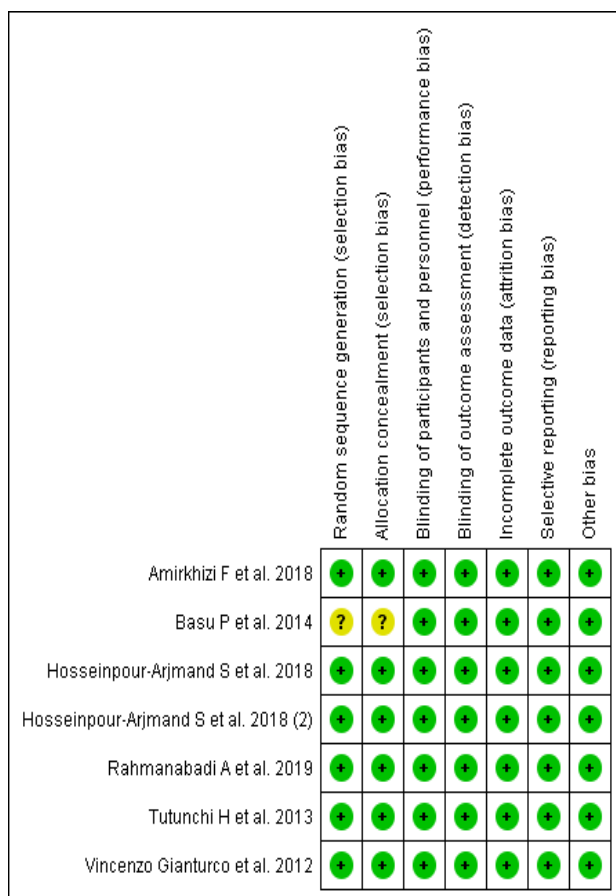 Random sequence generation (selection bias)
Allocation concealment (selection bias)
Blinding of participants and personnel (performance bias)
Blinding of outcome assessment (detection bias)
Incomplete outcome data (attrition bias)
Selective reporting (reporting bias)
Other bias
Amirkhizi F et al. 2018 + + + + + + +
Basu P et al. 2014 ? ? + + + + +
Hosseinpour-Arjmand S et al. 2018 + + + + + + +
Hosseinpour-Arjmand S et al. 2018 (2) + + + + + + +
Rahmanabadi A et al. 2019 + + + + + + +
Tutunchi H et al. 2013 + + + + + + +
Vincenzo Gianturco et al. 2012 + + + + + + +